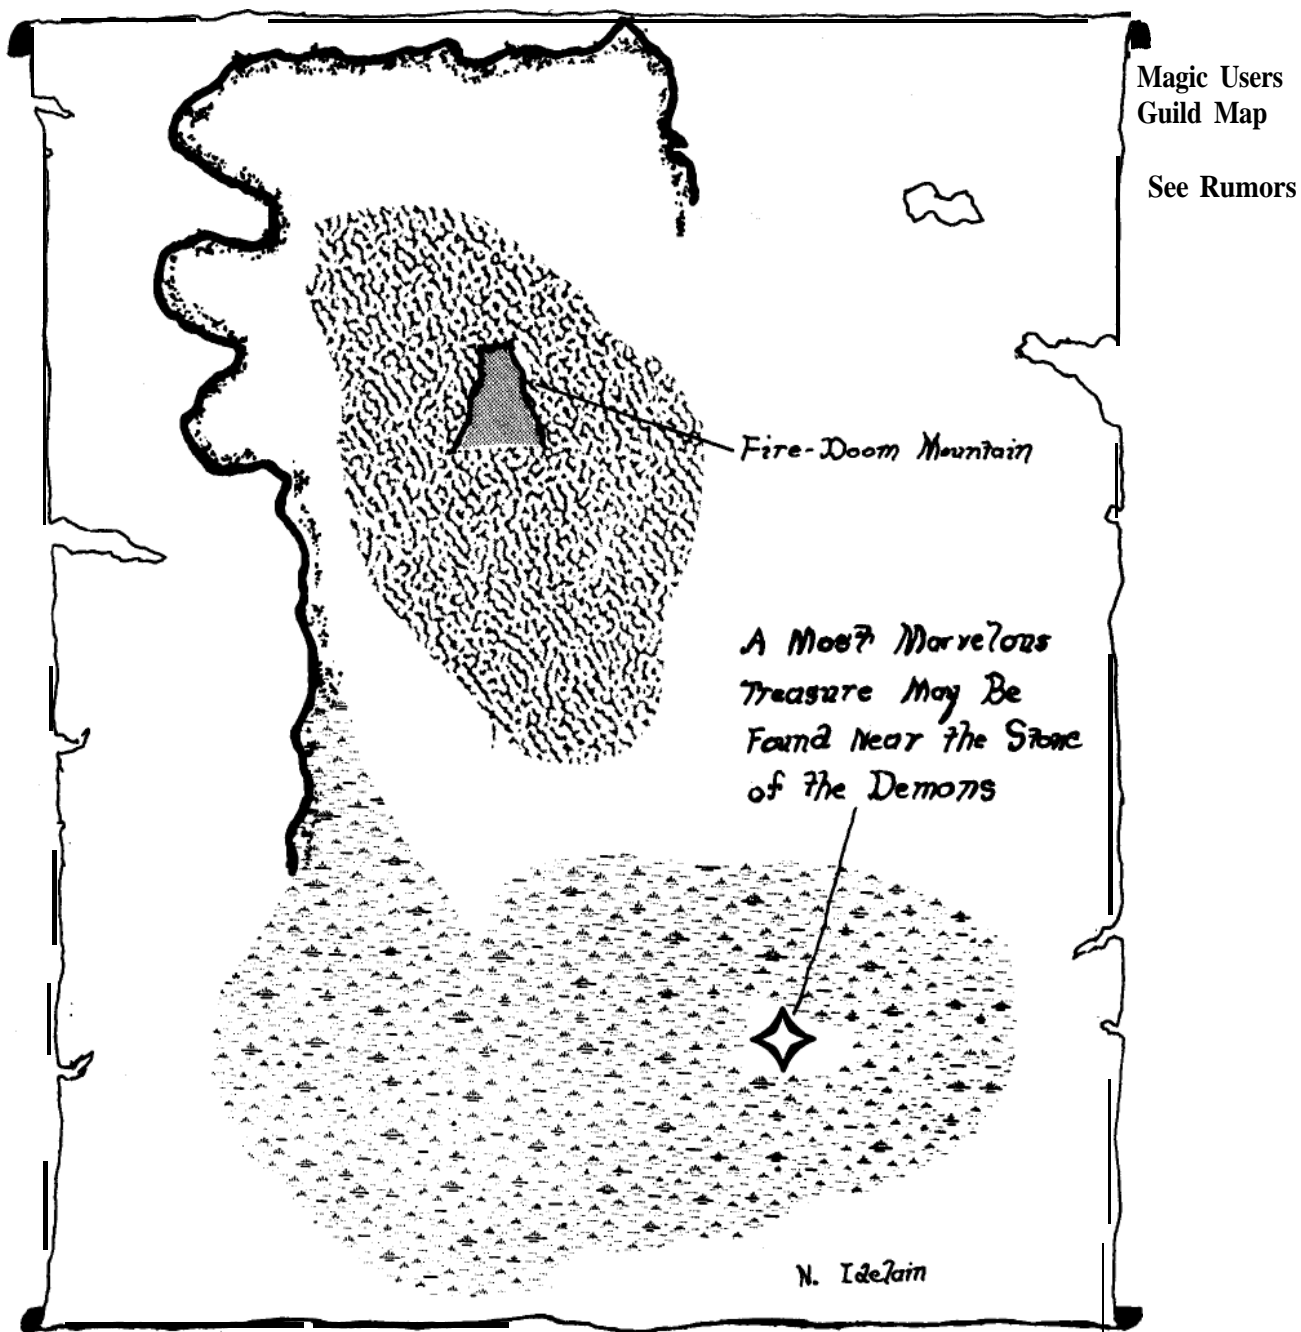 Magic Users
Guild Map
See Rumors
Fire-Doom Mountain
A Most Marvelous
Treasure May Be
Found Near the Stone
of the Demons
N. Idelain